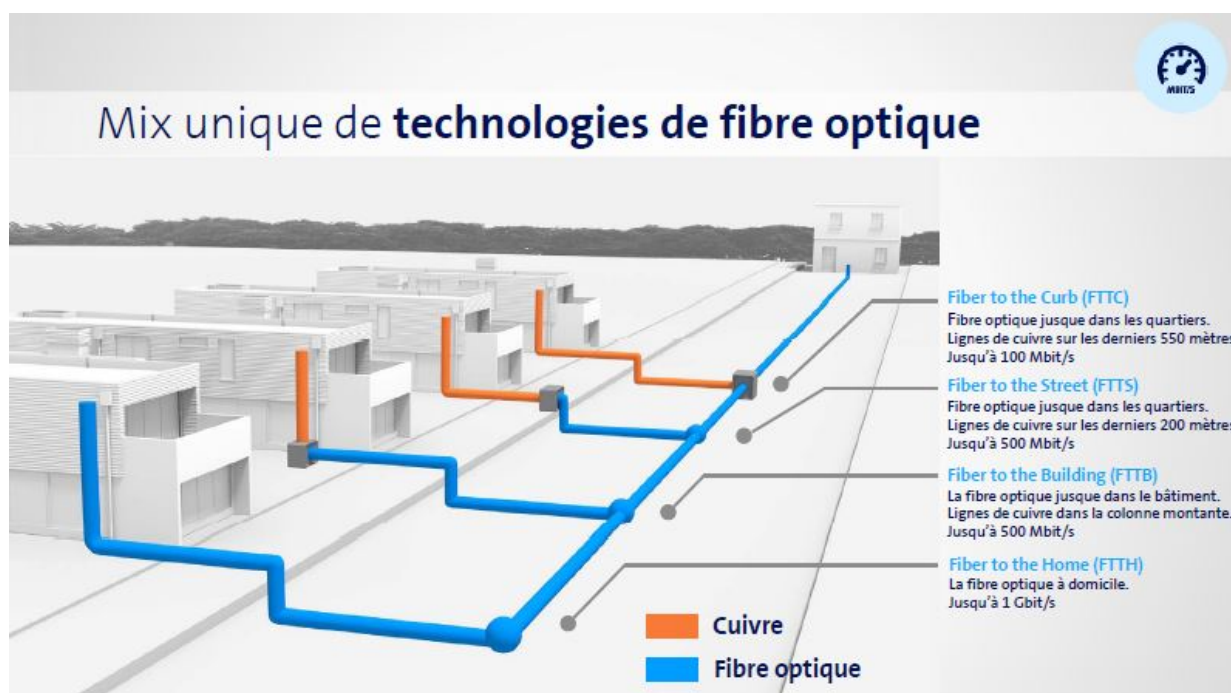 MBIT/S
Mix unique de technologies de fibre optique
Fiber to the Curb (FTTC)
Fibre optique jusque dans les quartiers.
Lignes de cuivre sur les derniers 550 mètres
Jusqu'à 100 Mbit/s
Fiber to the Street (FTTS)
Fibre optique jusque dans les quartiers.
Lignes de cuivre sur les derniers 200 mètres
Jusqu'à 500 Mbit/s
Fiber to the Building (FTTB)
La fibre optique jusque dans le bâtiment.
Lignes de cuivre dans la colonne montante.
Jusqu'à 500 Mbit/s
Fiber to the Home (FTTH)
La fibre optique à domicile.
Jusqu'à 1 Gbit/s
Cuivre
Fibre optique